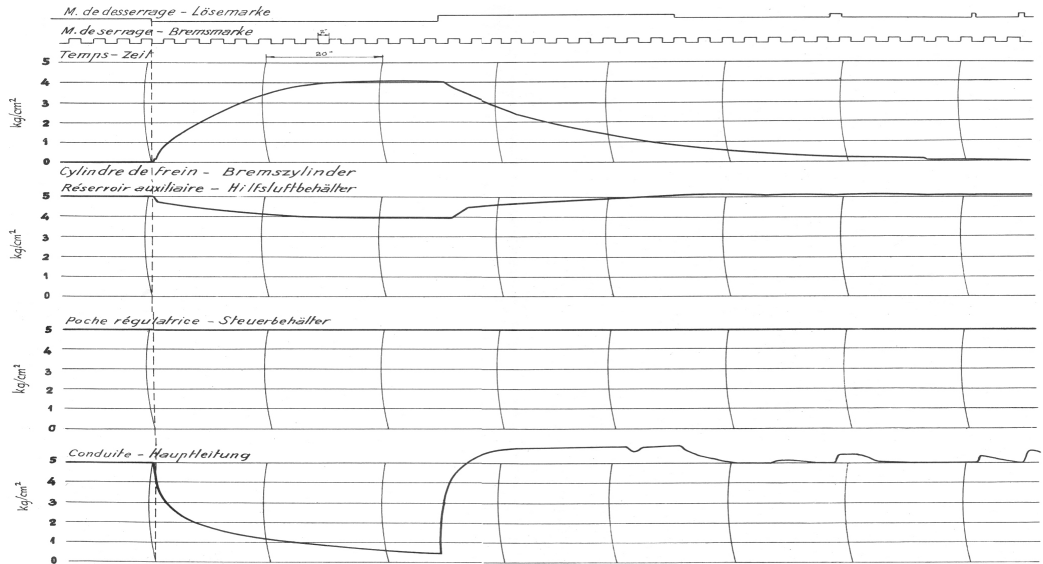 M. de desserrage - Lösemarke
M. de serrage - Bremsmarke
Temps - Zeit
20"
5
4
3
2
1
0
kg/cm²
Cylindre de frein - Bremszylinder
Réservoir auxiliaire - Hilfsluftbehälter
5
4
3
2
1
0
kg/cm²
Poche régulatrice - Steuerbehälter
5
4
3
2
1
0
kg/cm²
Conduite - Hauptleitung
5
4
3
2
1
0
kg/cm²